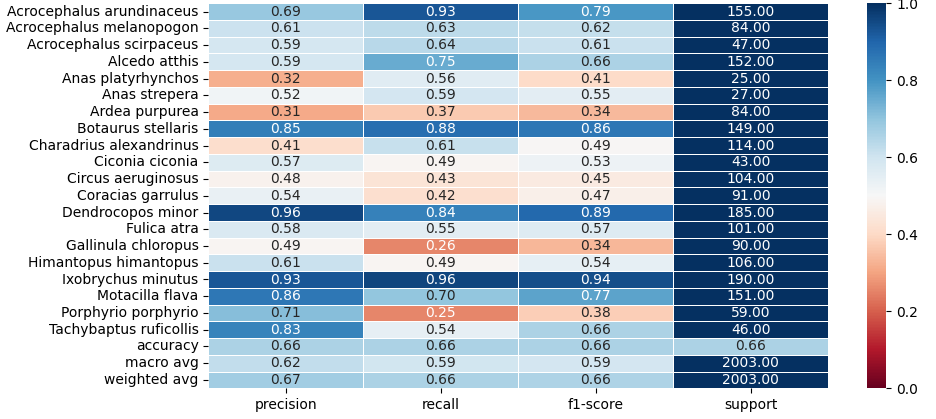 Acrocephalus arundinaceus 0.69 0.93 0.79 155.00 1.0
Acrocephalus melanopogon 0.61 0.63 0.62 84.00
Acrocephalus scirpaceus 0.59 0.64 0.61 47.00
Alcedo atthis 0.59 0.75 0.66 152.00
Anas platyrhynchos 0.32 0.56 0.41 25.00 0.8
Anas strepera 0.52 0.59 0.55 27.00
Ardea purpurea 0.31 0.37 0.34 84.00
Botaurus stellaris 0.85 0.88 0.86 149.00
Charadrius alexandrinus 0.41 0.61 0.49 114.00
Ciconia ciconia 0.57 0.49 0.53 43.00 0.6
Circus aeruginosus 0.48 0.43 0.45 104.00
Coracias garrulus 0.54 0.42 0.47 91.00
Dendrocopos minor 0.96 0.84 0.89 185.00
Fulica atra 0.58 0.55 0.57 101.00 0.4
Gallinula chloropus 0.49 0.26 0.34 90.00
Himantopus himantopus 0.61 0.49 0.54 106.00
Ixobrychus minutus 0.93 0.96 0.94 190.00
Motacilla flava 0.86 0.70 0.77 151.00
Porphyrio porphyrio 0.71 0.25 0.38 59.00 0.2
Tachybaptus ruficollis 0.83 0.54 0.66 46.00
accuracy 0.66 0.66 0.66 0.66
macro avg 0.62 0.59 0.59 2003.00
weighted avg 0.67 0.66 0.66 2003.00 0.0
precision recall f1-score support